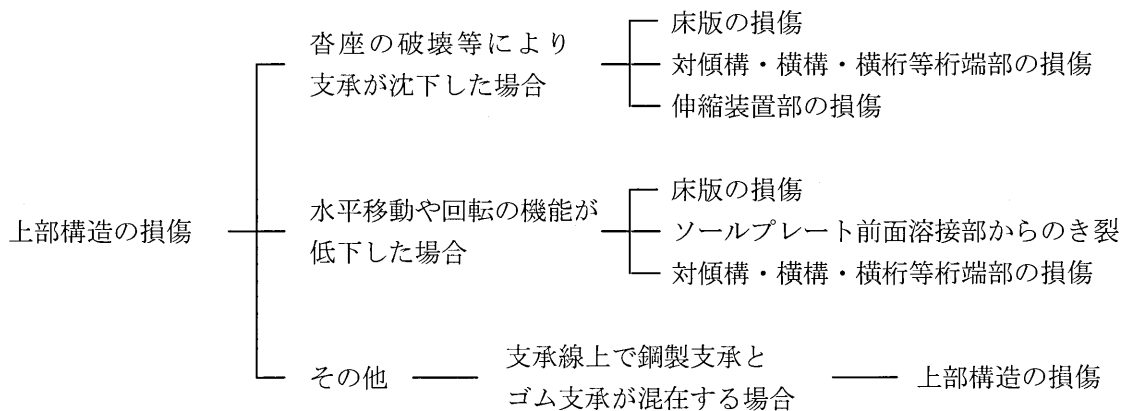 上部構造の損傷
沓座の破壊等により
支承が沈下した場合
床版の損傷
対傾構・横構・横桁等桁端部の損傷
伸縮装置部の損傷
水平移動や回転の機能が
低下した場合
床版の損傷
ソールプレート前面溶接部からのき裂
対傾構・横構・横桁等桁端部の損傷
その他
支承線上で鋼製支承と
ゴム支承が混在する場合
上部構造の損傷